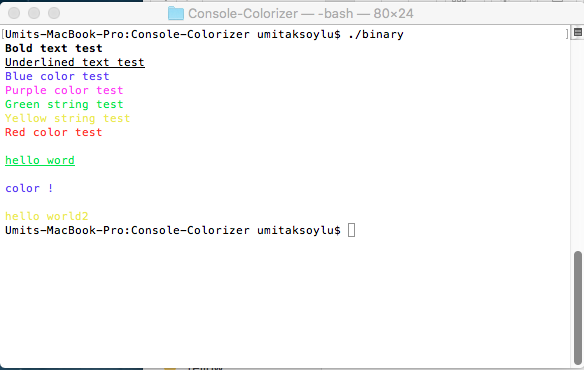 Console-Colorizer — -bash — 80×24
[Umits-MacBook-Pro:Console-Colorizer umitaksoylu$ ./binary ]
Bold text test
Underlined text test
Blue color test
Purple color test
Green string test
Yellow string test
Red color test
hello word
color !
hello world2
Umits-MacBook-Pro:Console-Colorizer umitaksoylu$